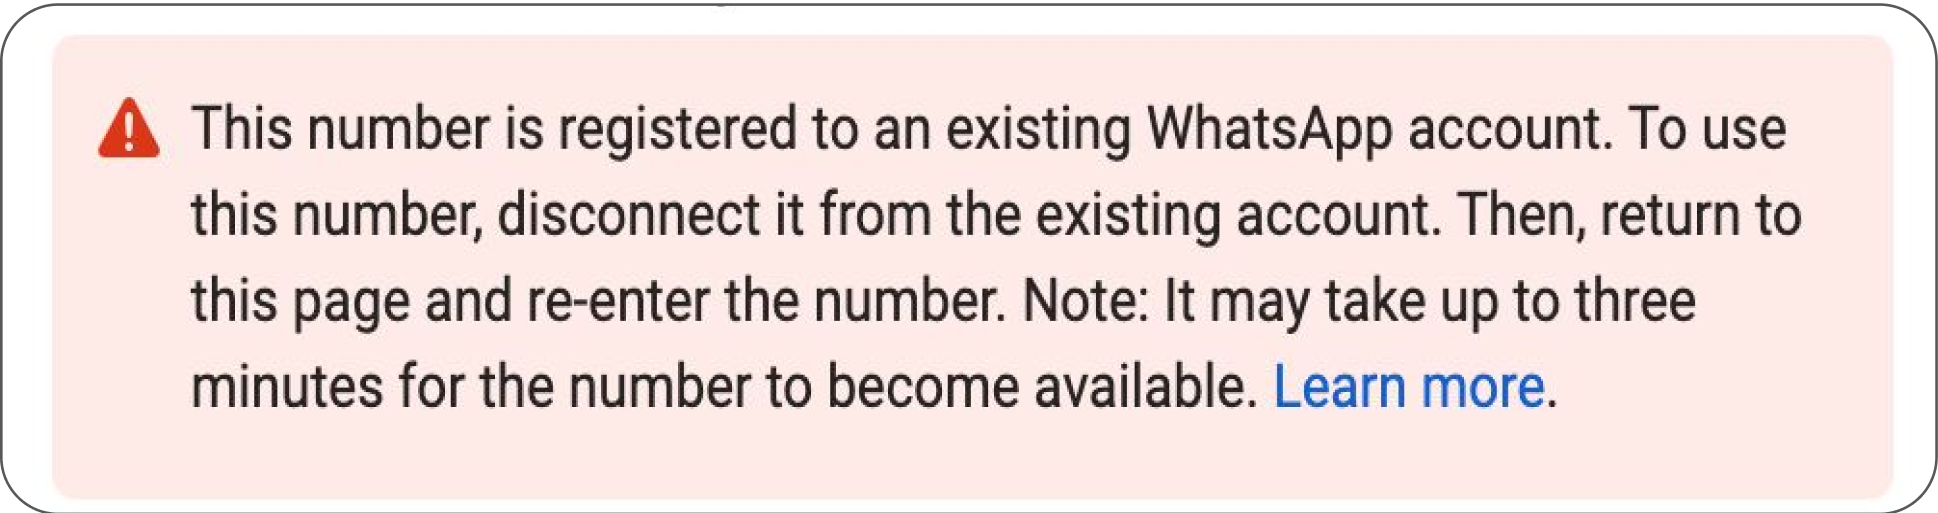 This number is registered to an existing WhatsApp account. To use
this number, disconnect it from the existing account. Then, return to
this page and re-enter the number. Note: It may take up to three
minutes for the number to become available. Learn more.